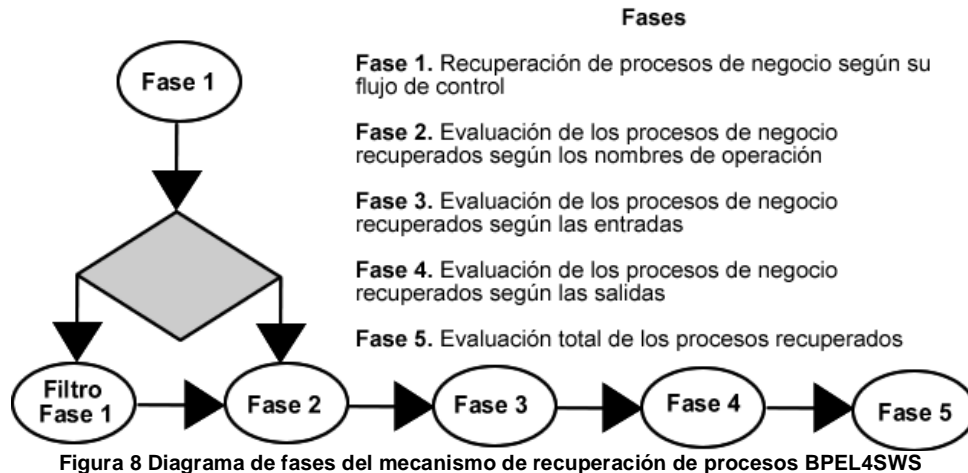 Fases
Fase 1
Fase 1. Recuperación de procesos de negocio según su
flujo de control
Fase 2. Evaluación de los procesos de negocio
recuperados según los nombres de operación
Fase 3. Evaluación de los procesos de negocio
recuperados según las entradas
Fase 4. Evaluación de los procesos de negocio
recuperados según las salidas
Fase 5. Evaluación total de los procesos recuperados
Filtro
Fase 1
Fase 2
Fase 3
Fase 4
Fase 5
Figura 8 Diagrama de fases del mecanismo de recuperación de procesos BPEL4SWS